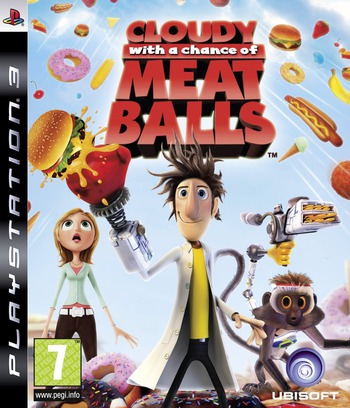 PLAYSTATION 3
CLOUDY
with a chance of
MEAT
BALLS
™
7
www.pegi.info
UBISOFT